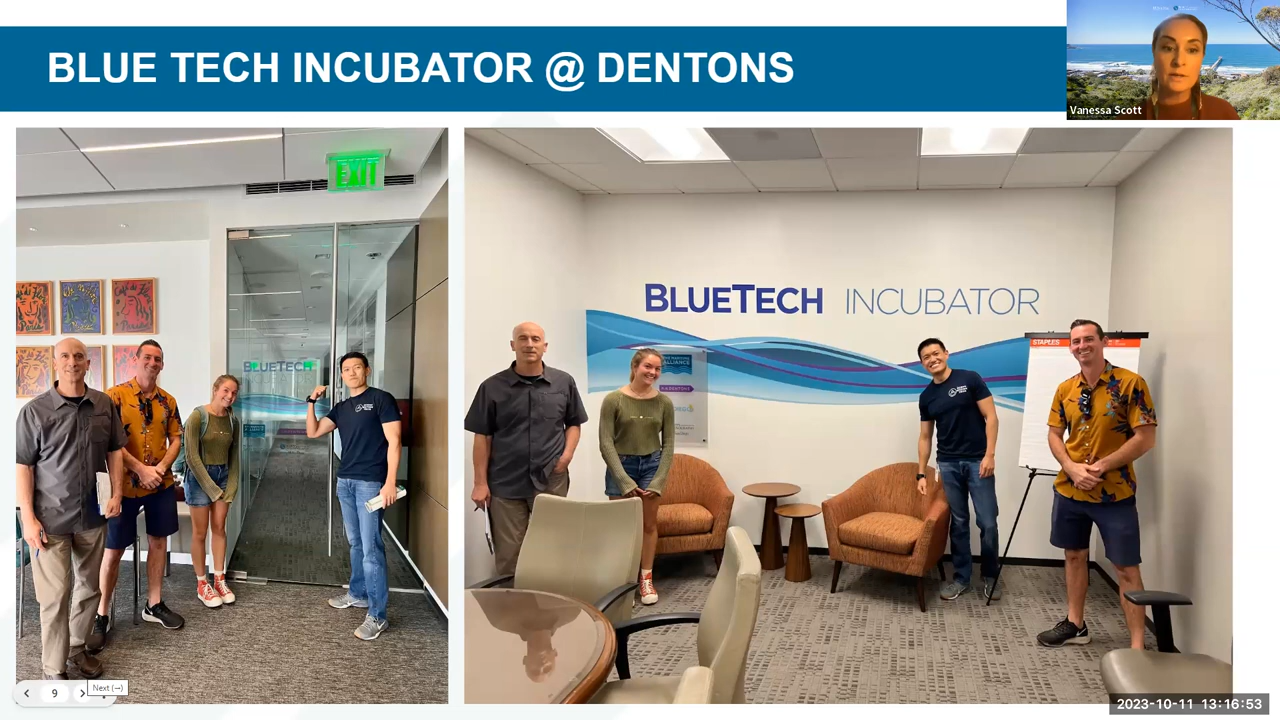 BLUE TECH INCUBATOR @ DENTONS
Vanessa Scott
EXIT
BLUETECH
BLUETECH INCUBATOR
ALLIANCE
STAPLES
9
Next (→)
2023-10-11 13:16:53